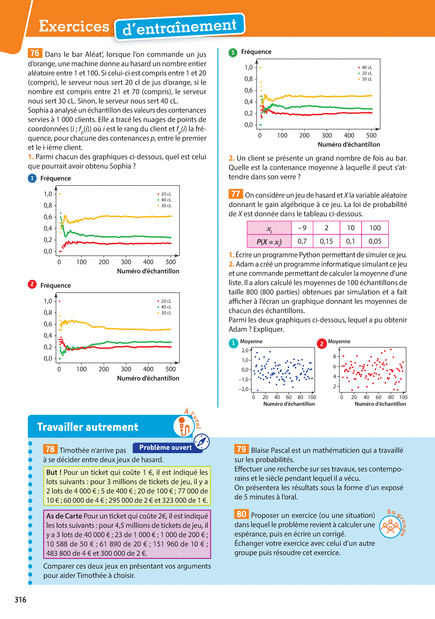 Exercices d'entraînement
76 Dans le bar Aléat', lorsque l'on commande un jus
d'orange, une machine donne au hasard un nombre entier
aléatoire entre 1 et 100. Si celui-ci est compris entre 1 et 20
(compris), le serveur nous sert 20 cl de jus d'orange, si le
nombre est compris entre 21 et 70 (compris), le serveur
nous sert 30 cL. Sinon, le serveur nous sert 40 cL.
Sophia a analysé un échantillon des valeurs des contenances
servies à 1 000 clients. Elle a tracé les nuages de points de
coordonnées (i ; fₚ(i)) où i est le rang du client et fₚ(i) la fré-
quence, pour chacune des contenances p, entre le premier
et le i-ième client.
1. Parmi chacun des graphiques ci-dessous, quel est celui
que pourrait avoir obtenu Sophia ?
1 Fréquence
1,0
0,8
0,6
0,4
0,2
0,0
20 cL
40 cL
30 cL
0 100 200 300 400 500
Numéro d'échantillon
2 Fréquence
1,0
0,8
0,6
0,4
0,2
0,0
20 cL
40 cL
30 cL
0 100 200 300 400 500
Numéro d'échantillon
3 Fréquence
1,0
0,8
0,6
0,4
0,2
0,0
40 cL
20 cL
30 cL
0 100 200 300 400 500
Numéro d'échantillon
2. Un client se présente un grand nombre de fois au bar.
Quelle est la contenance moyenne à laquelle il peut s'at-
tendre dans son verre ?
77 On considère un jeu de hasard et X la variable aléatoire
donnant le gain algébrique à ce jeu. La loi de probabilité
de X est donnée dans le tableau ci-dessous.
xᵢ −9 2 10 100
P(X = xᵢ) 0,7 0,15 0,1 0,05
1. Écrire un programme Python permettant de simuler ce jeu.
2. Adam a créé un programme informatique simulant ce jeu
et une commande permettant de calculer la moyenne d'une
liste. Il a alors calculé les moyennes de 100 échantillons de
taille 800 (800 parties) obtenues par simulation et a fait
afficher à l'écran un graphique donnant les moyennes de
chacun des échantillons.
Parmi les deux graphiques ci-dessous, lequel a pu obtenir
Adam ? Expliquer.
1 Moyenne
2,0
1,0
0,0
−1,0
−2,0
0 20 40 60 80 100
Numéro d'échantillon
2 Moyenne
8
6
4
2
0 20 40 60 80 100
Numéro d'échantillon
Travailler autrement
À l'oral
78 Timothée n'arrive pas
Problème ouvert
à se décider entre deux jeux de hasard.
But ! Pour un ticket qui coûte 1 €, il est indiqué les
lots suivants : pour 3 millions de tickets de jeu, il y a
2 lots de 4 000 € ; 5 de 400 € ; 20 de 100 € ; 77 000 de
10 € ; 60 000 de 4 € ; 295 000 de 2 € et 323 000 de 1 €.
As de Carte Pour un ticket qui coûte 2€, il est indiqué
les lots suivants : pour 4,5 millions de tickets de jeu, il
y a 3 lots de 40 000 € ; 23 de 1 000 € ; 1 000 de 200 € ;
10 588 de 50 € ; 61 890 de 20 € ; 151 960 de 10 € ;
483 800 de 4 € et 300 000 de 2 €.
Comparer ces deux jeux en présentant vos arguments
pour aider Timothée à choisir.
79 Blaise Pascal est un mathématicien qui a travaillé
sur les probabilités.
Effectuer une recherche sur ses travaux, ses contempo-
rains et le siècle pendant lequel il a vécu.
On présentera les résultats sous la forme d'un exposé
de 5 minutes à l'oral.
80 Proposer un exercice (ou une situation)
dans lequel le problème revient à calculer une
espérance, puis en écrire un corrigé.
Échanger votre exercice avec celui d'un autre
groupe puis résoudre cet exercice.
En groupe
316